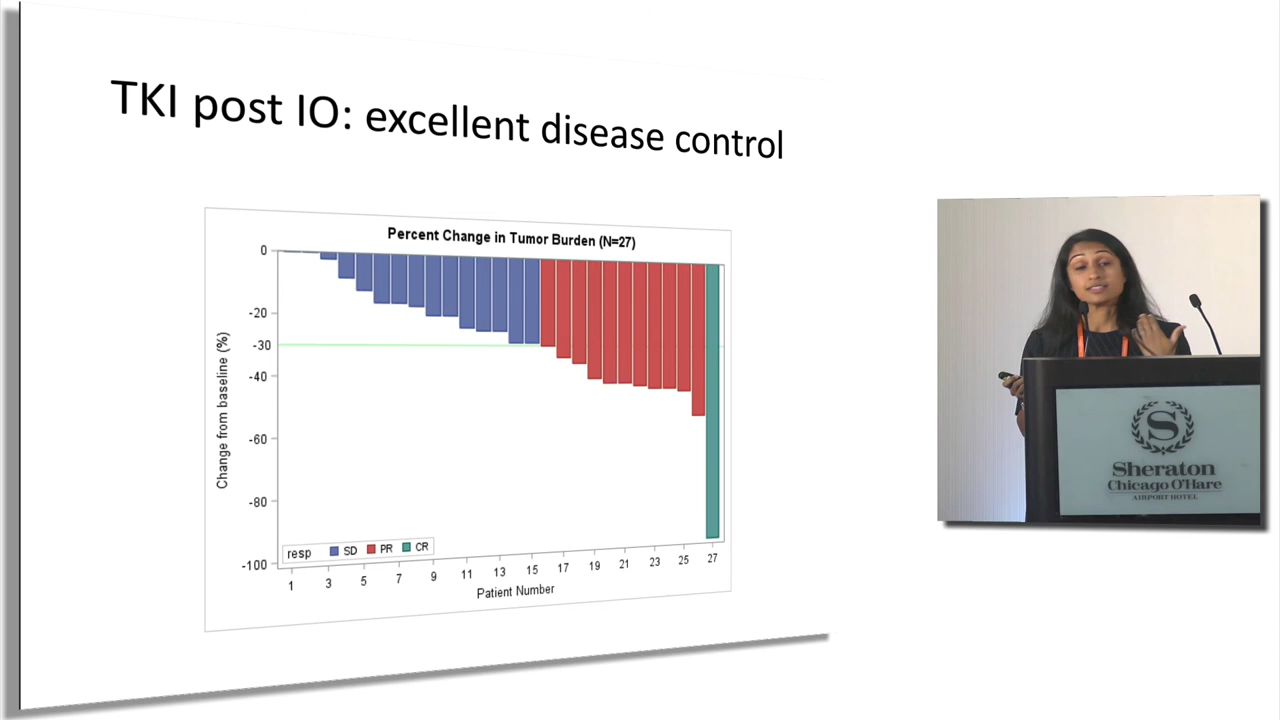 TKI post IO: excellent disease control
Percent Change in Tumor Burden (N=27)
0
-20
-30
-40
-60
-80
-100
Change from baseline (%)
resp SD PR CR
1 3 5 7 9 11 13 15 17 19 21 23 25 27
Patient Number
S
Sheraton
Chicago O'Hare
AIRPORT HOTEL